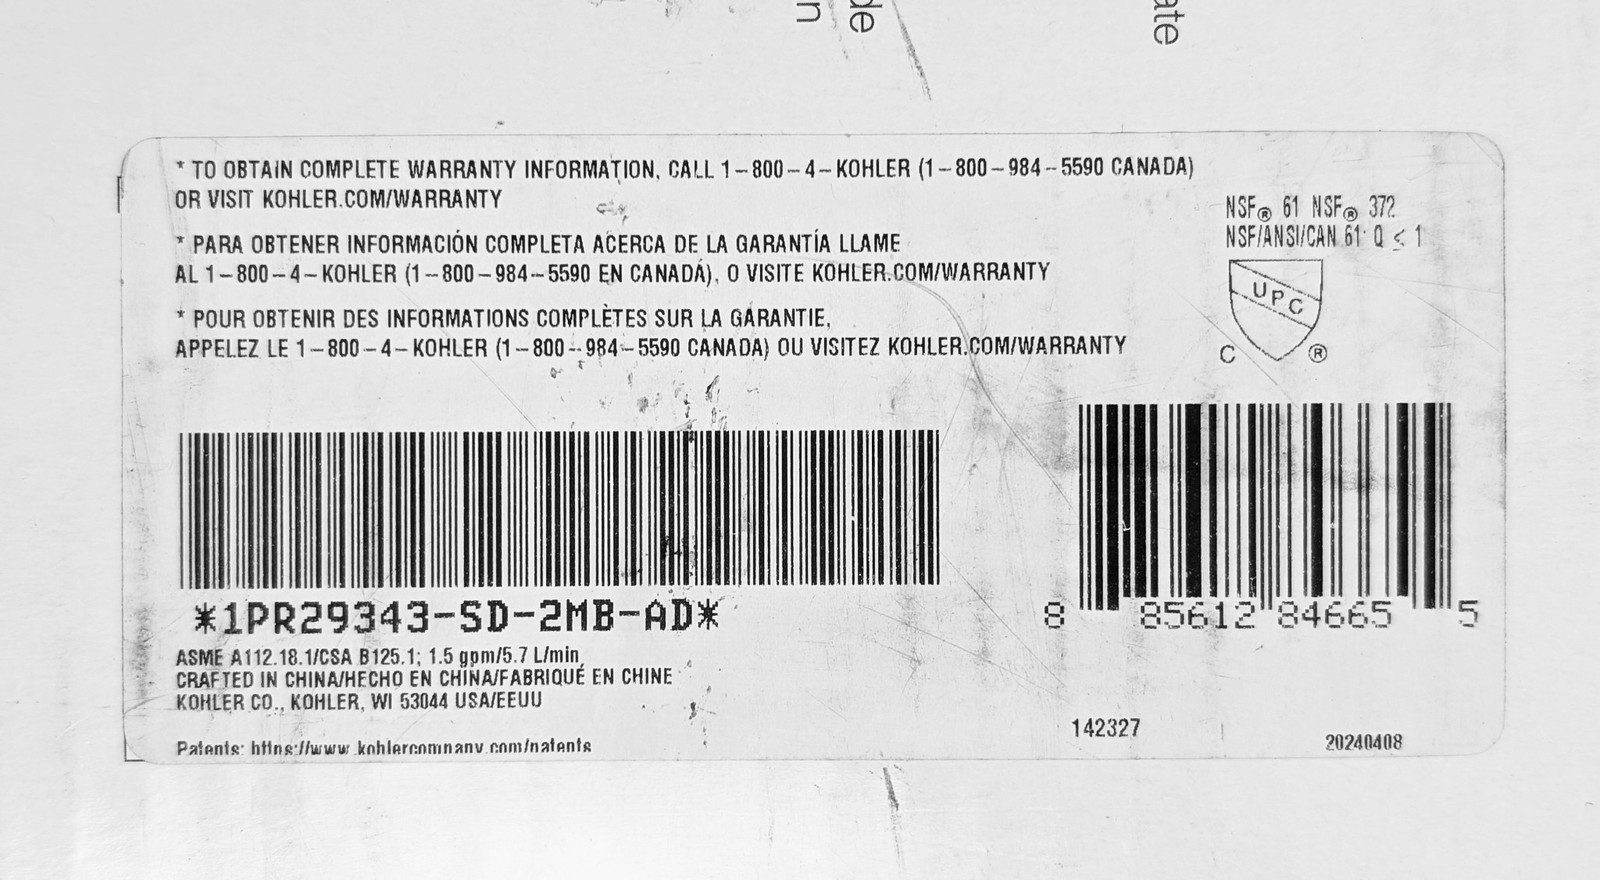 * TO OBTAIN COMPLETE WARRANTY INFORMATION, CALL 1-800-4-KOHLER (1-800-984-5590 CANADA)
OR VISIT KOHLER.COM/WARRANTY
* PARA OBTENER INFORMACIÓN COMPLETA ACERCA DE LA GARANTÍA LLAME
AL 1-800-4-KOHLER (1-800-984-5590 EN CANADÁ), O VISITE KOHLER.COM/WARRANTY
* POUR OBTENIR DES INFORMATIONS COMPLÈTES SUR LA GARANTIE,
APPELEZ LE 1-800-4-KOHLER (1-800-984-5590 CANADA) OU VISITEZ KOHLER.COM/WARRANTY
NSF® 61 NSF® 372
NSF/ANSI/CAN 61: Q ≤ 1
UPC
C ®
*1PR29343-SD-2MB-AD*
8 85612 84665 5
ASME A112.18.1/CSA B125.1; 1.5 gpm/5.7 L/min
CRAFTED IN CHINA/HECHO EN CHINA/FABRIQUÉ EN CHINE
KOHLER CO., KOHLER, WI 53044 USA/EEUU
Patents: https://www.kohlercompany.com/patents
142327
20240408